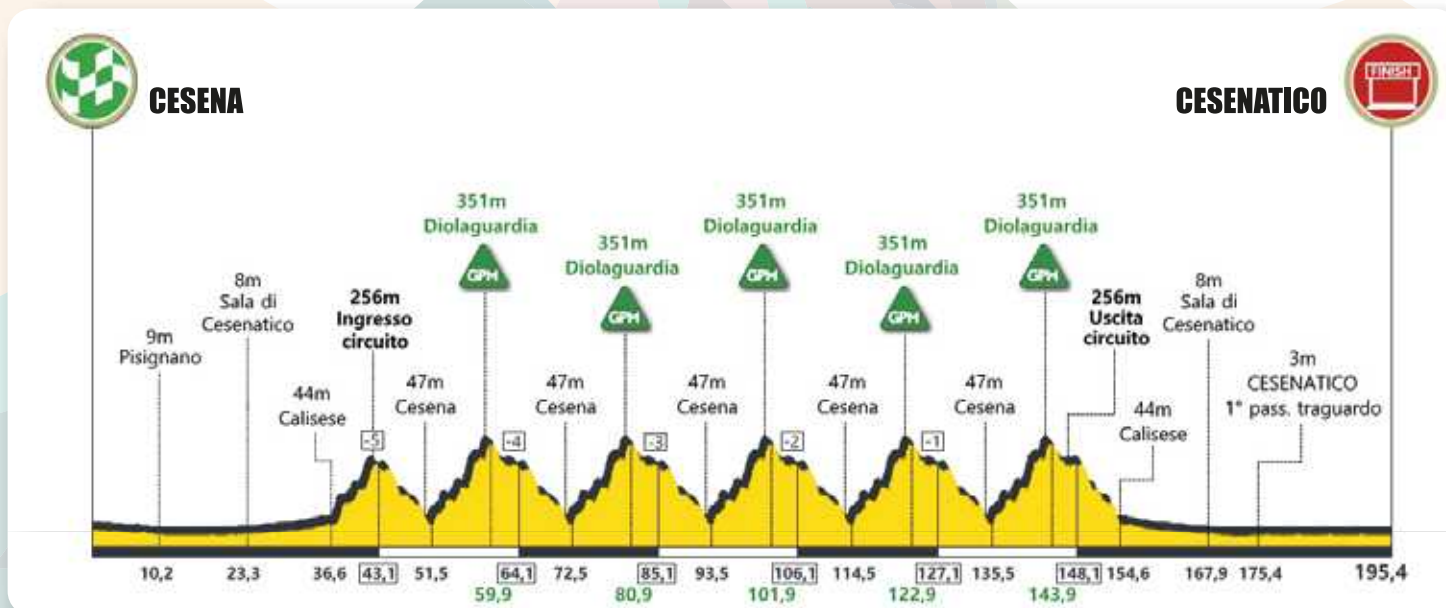 CESENA
CESENATICO
FINISH
351m
Diolaguardia
GPM
351m
Diolaguardia
GPM
351m
Diolaguardia
GPM
351m
Diolaguardia
GPM
351m
Diolaguardia
GPM
9m
Pisignano
8m
Sala di
Cesenatico
44m
Calisese
256m
Ingresso
circuito
47m
Cesena
47m
Cesena
47m
Cesena
47m
Cesena
47m
Cesena
256m
Uscita
circuito
44m
Calisese
8m
Sala di
Cesenatico
3m
CESENATICO
1° pass. traguardo
-5
-4
-3
-2
-1
10,2 23,3 36,6 43,1 51,5 64,1 72,5 85,1 93,5 106,1 114,5 127,1 135,5 148,1 154,6 167,9 175,4 195,4
59,9 80,9 101,9 122,9 143,9